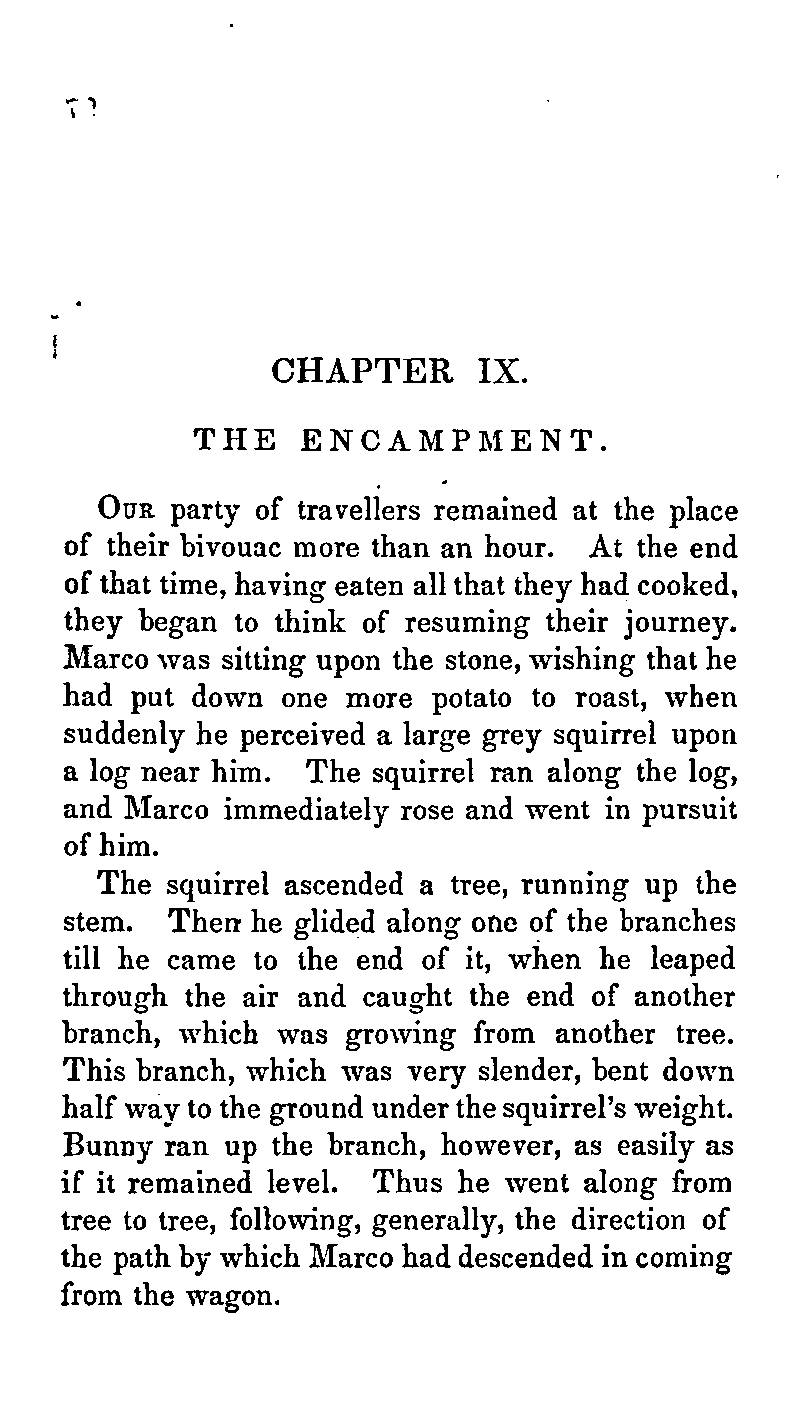 CHAPTER IX.
THE ENCAMPMENT.
OUR party of travellers remained at the place
of their bivouac more than an hour. At the end
of that time, having eaten all that they had cooked,
they began to think of resuming their journey.
Marco was sitting upon the stone, wishing that he
had put down one more potato to roast, when
suddenly he perceived a large grey squirrel upon
a log near him. The squirrel ran along the log,
and Marco immediately rose and went in pursuit
of him.
The squirrel ascended a tree, running up the
stem. Then he glided along one of the branches
till he came to the end of it, when he leaped
through the air and caught the end of another
branch, which was growing from another tree.
This branch, which was very slender, bent down
half way to the ground under the squirrel's weight.
Bunny ran up the branch, however, as easily as
if it remained level. Thus he went along from
tree to tree, following, generally, the direction of
the path by which Marco had descended in coming
from the wagon.